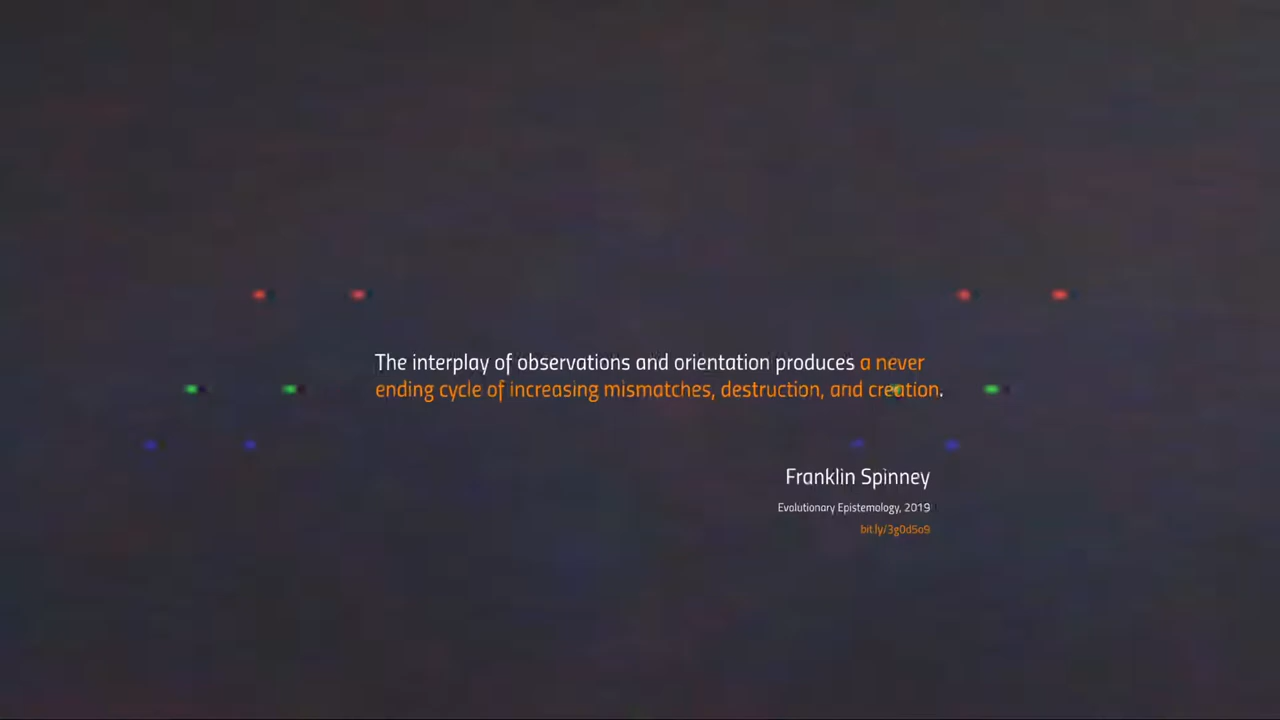 The interplay of observations and orientation produces a never
ending cycle of increasing mismatches, destruction, and creation.
Franklin Spinney
Evolutionary Epistemology, 2019
bit.ly/3g0d5o9